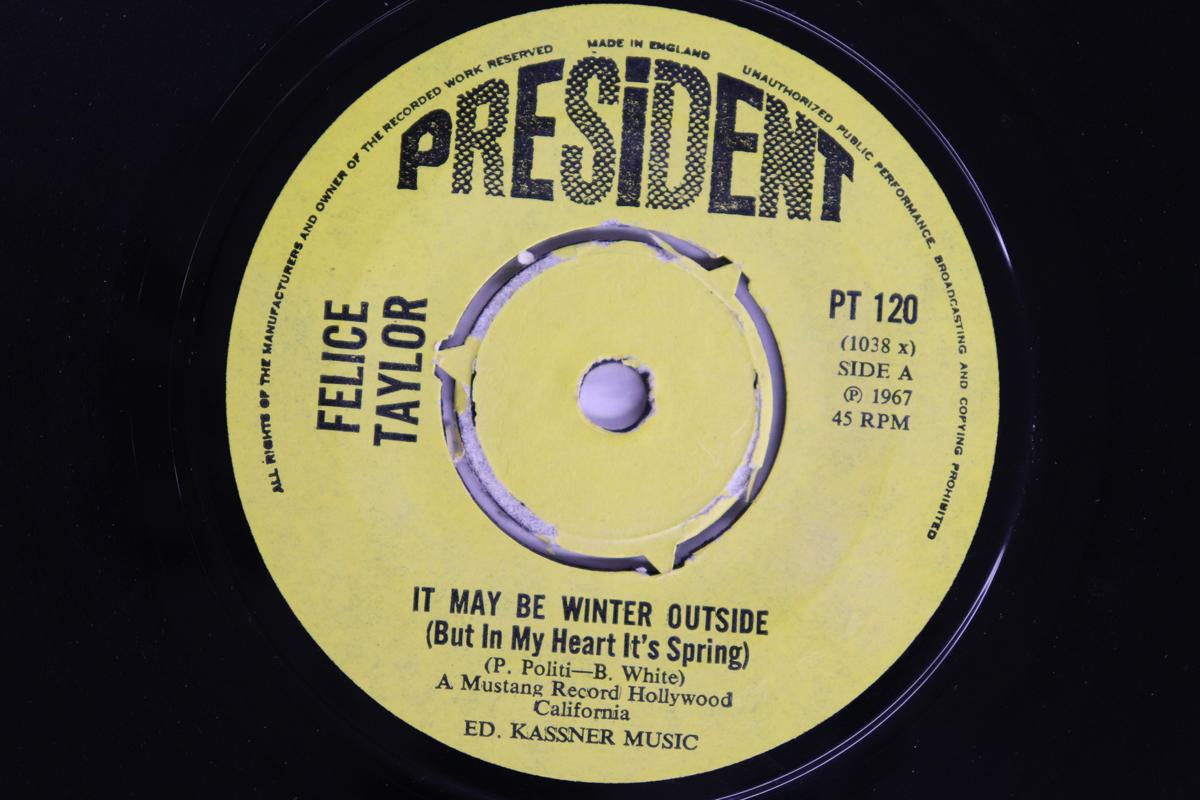 ALL RIGHTS OF THE MANUFACTURERS AND OWNER OF THE RECORDED WORK RESERVED
MADE IN ENGLAND
UNAUTHORIZED PUBLIC PERFORMANCE, BROADCASTING AND COPYING PROHIBITED
PRESIDENT
FELICE
TAYLOR
PT 120
(1038 x)
SIDE A
Ⓟ 1967
45 RPM
IT MAY BE WINTER OUTSIDE
(But In My Heart It's Spring)
(P. Politi—B. White)
A Mustang Record Hollywood
California
ED. KASSNER MUSIC